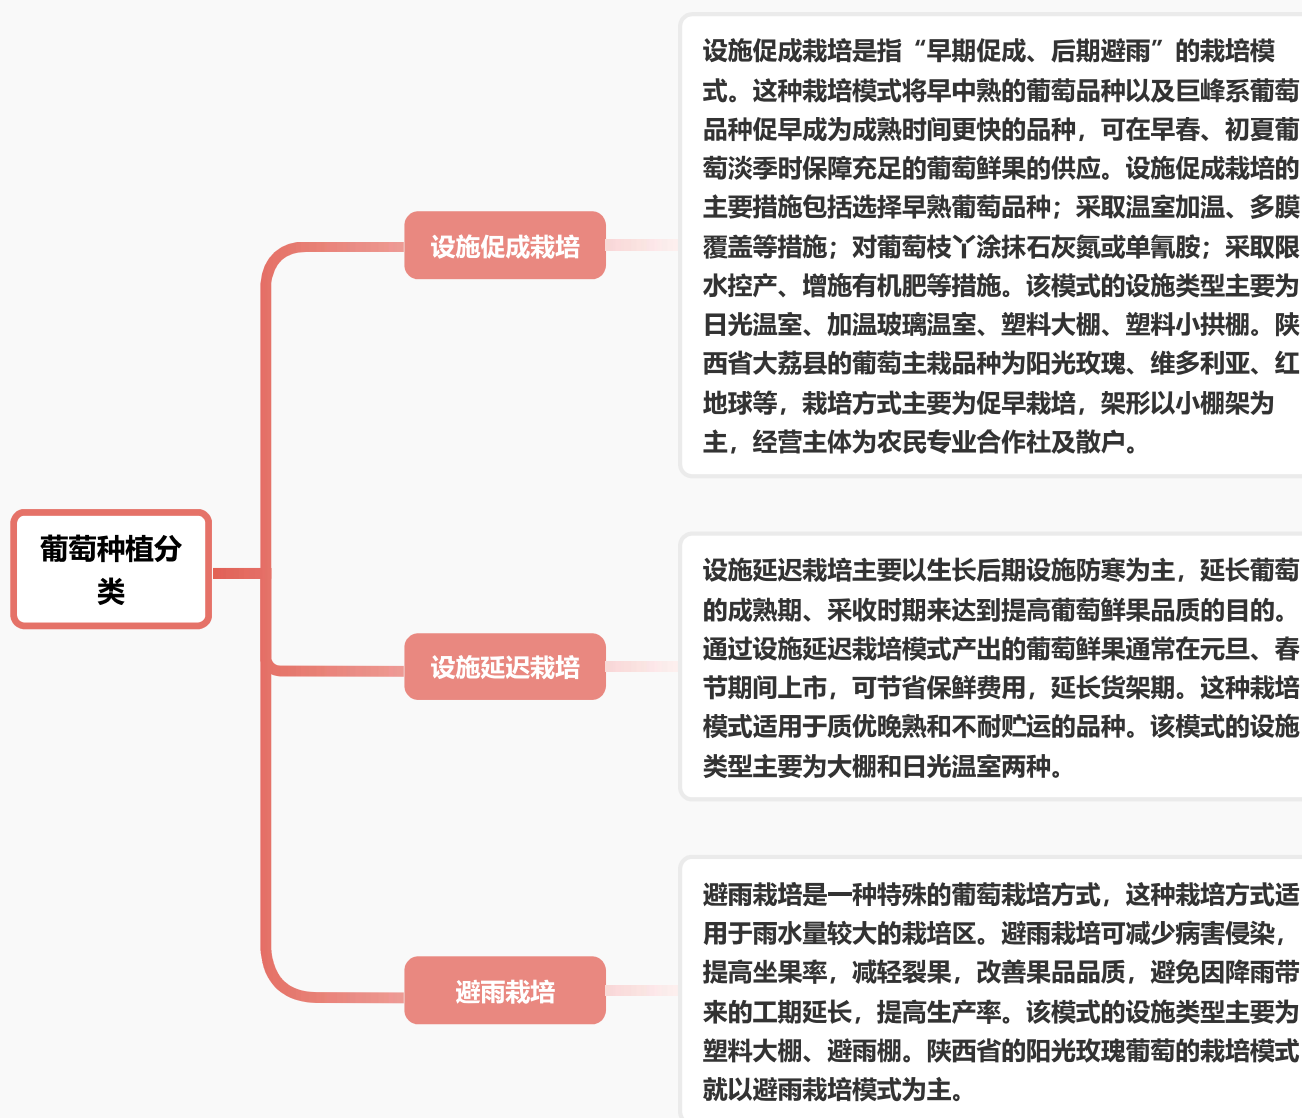 葡萄种植分
类
设施促成栽培
设施促成栽培是指“早期促成、后期避雨”的栽培模
式。这种栽培模式将早中熟的葡萄品种以及巨峰系葡萄
品种促早成为成熟时间更快的品种，可在早春、初夏葡
萄淡季时保障充足的葡萄鲜果的供应。设施促成栽培的
主要措施包括选择早熟葡萄品种；采取温室加温、多膜
覆盖等措施；对葡萄枝丫涂抹石灰氮或单氰胺；采取限
水控产、增施有机肥等措施。该模式的设施类型主要为
日光温室、加温玻璃温室、塑料大棚、塑料小拱棚。陕
西省大荔县的葡萄主栽品种为阳光玫瑰、维多利亚、红
地球等，栽培方式主要为促早栽培，架形以小棚架为
主，经营主体为农民专业合作社及散户。
设施延迟栽培
设施延迟栽培主要以生长后期设施防寒为主，延长葡萄
的成熟期、采收时期来达到提高葡萄鲜果品质的目的。
通过设施延迟栽培模式产出的葡萄鲜果通常在元旦、春
节期间上市，可节省保鲜费用，延长货架期。这种栽培
模式适用于质优晚熟和不耐贮运的品种。该模式的设施
类型主要为大棚和日光温室两种。
避雨栽培
避雨栽培是一种特殊的葡萄栽培方式，这种栽培方式适
用于雨水量较大的栽培区。避雨栽培可减少病害侵染，
提高坐果率，减轻裂果，改善果品品质，避免因降雨带
来的工期延长，提高生产率。该模式的设施类型主要为
塑料大棚、避雨棚。陕西省的阳光玫瑰葡萄的栽培模式
就以避雨栽培模式为主。